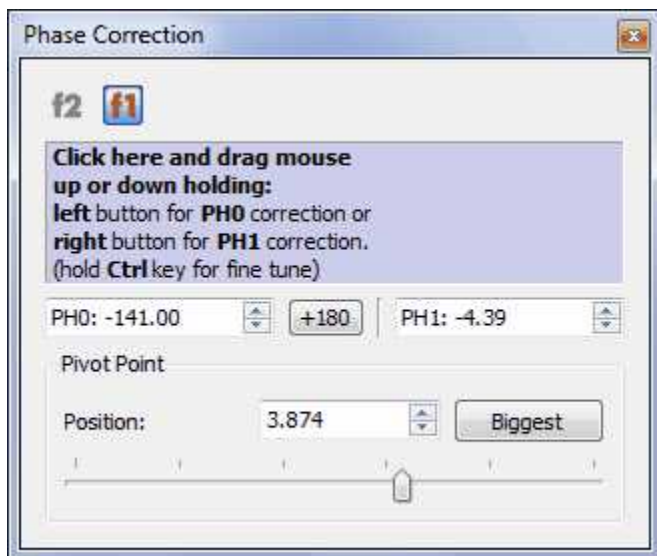 Phase Correction
f2 f1
Click here and drag mouse
up or down holding:
left button for PH0 correction or
right button for PH1 correction.
(hold Ctrl key for fine tune)
PH0: -141.00 +180 PH1: -4.39
Pivot Point
Position: 3.874 Biggest